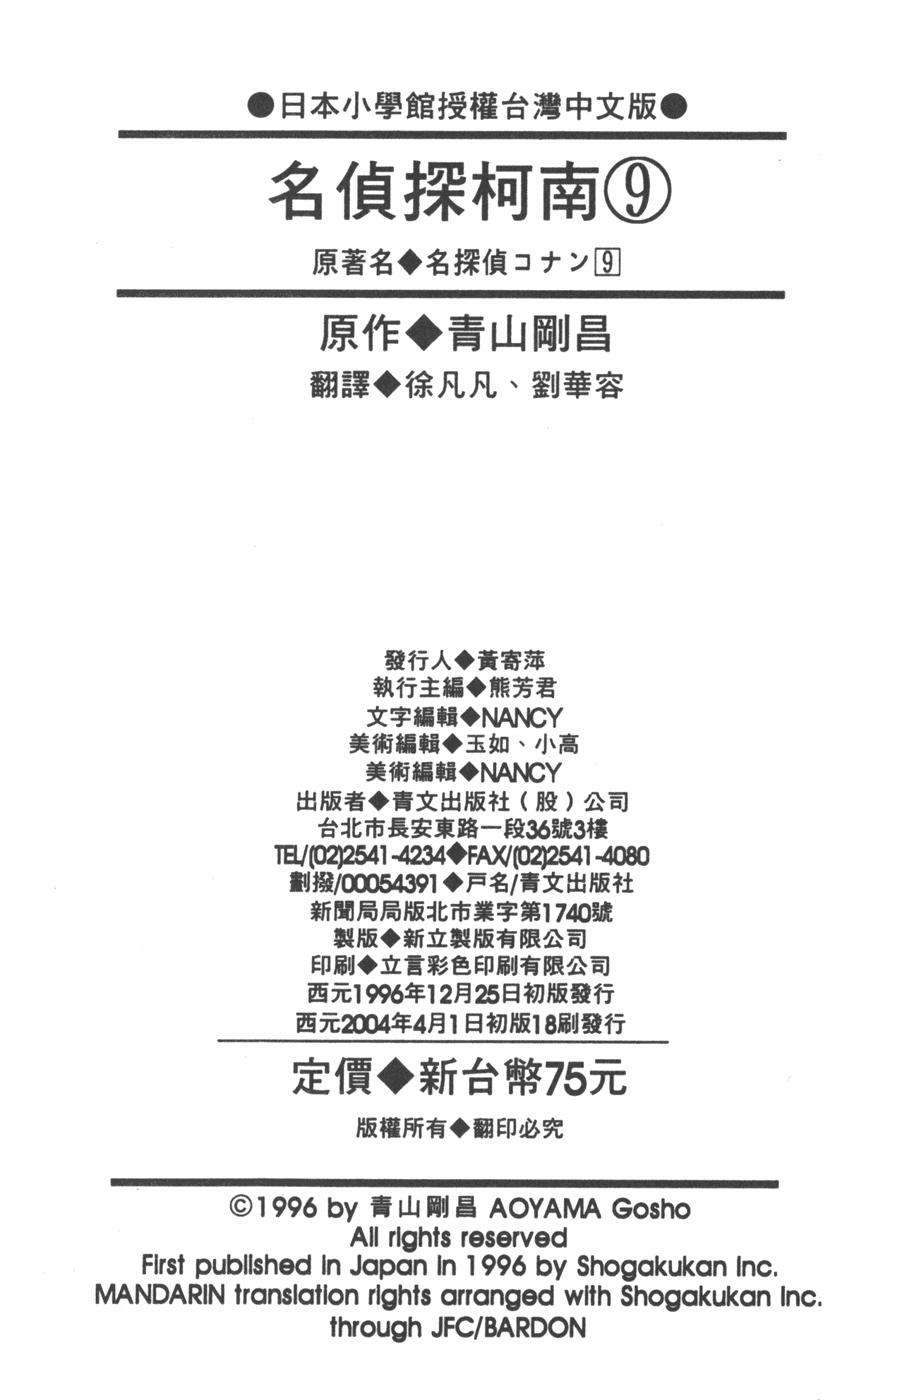 ●日本小學館授權台灣中文版●
名偵探柯南⑨
原著名◆名探偵コナン9
原作◆青山剛昌
翻譯◆徐凡凡、劉華容
發行人◆黃寄萍
執行主編◆熊芳君
文字編輯◆NANCY
美術編輯◆玉如、小高
美術編輯◆NANCY
出版者◆青文出版社（股）公司
台北市長安東路一段36號3樓
TEL/(02)2541-4234◆FAX/(02)2541-4080
劃撥/00054391◆戶名/青文出版社
新聞局局版北市業字第1740號
製版◆新立製版有限公司
印刷◆立言彩色印刷有限公司
西元1996年12月25日初版發行
西元2004年4月1日初版18刷發行
定價◆新台幣75元
版權所有◆翻印必究
©1996 by 青山剛昌 AOYAMA Gosho
All rights reserved
First published in Japan in 1996 by Shogakukan Inc.
MANDARIN translation rights arranged with Shogakukan Inc.
through JFC/BARDON